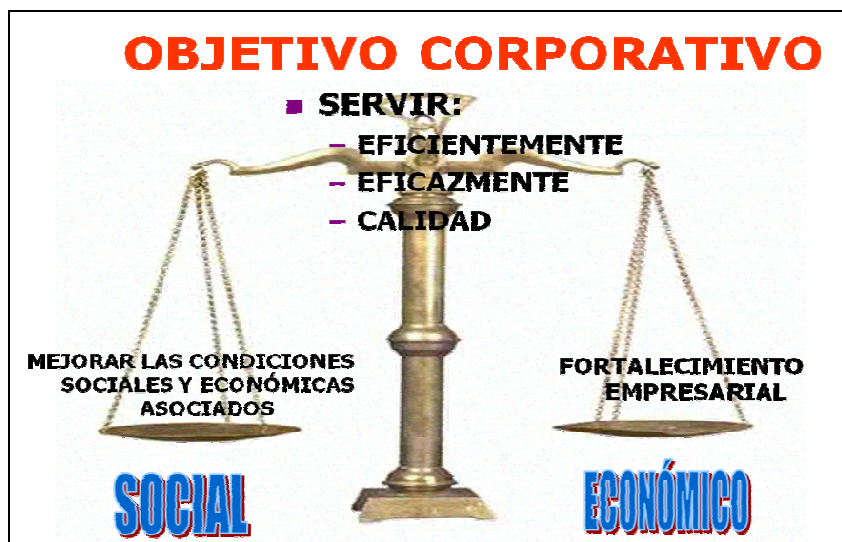 OBJETIVO CORPORATIVO
■ SERVIR:
– EFICIENTEMENTE
– EFICAZMENTE
– CALIDAD
MEJORAR LAS CONDICIONES
SOCIALES Y ECONÓMICAS
ASOCIADOS
FORTALECIMIENTO
EMPRESARIAL
SOCIAL
ECONÓMICO